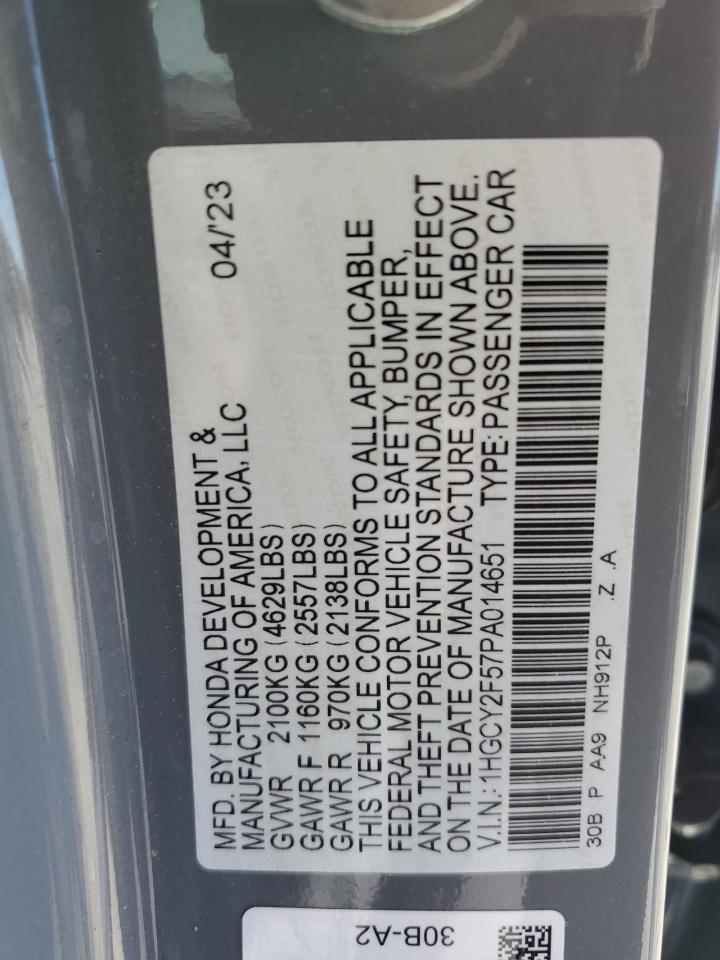 MFD. BY HONDA DEVELOPMENT & 04/'23
MANUFACTURING OF AMERICA, LLC
GVWR 2100KG (4629LBS)
GAWR F 1160KG (2557LBS)
GAWR R 970KG (2138LBS)
THIS VEHICLE CONFORMS TO ALL APPLICABLE
FEDERAL MOTOR VEHICLE SAFETY, BUMPER,
AND THEFT PREVENTION STANDARDS IN EFFECT
ON THE DATE OF MANUFACTURE SHOWN ABOVE.
V.I.N.: 1HGCY2F57PA014651 TYPE: PASSENGER CAR
30B P AA9 NH912P .Z .A
30B-A2